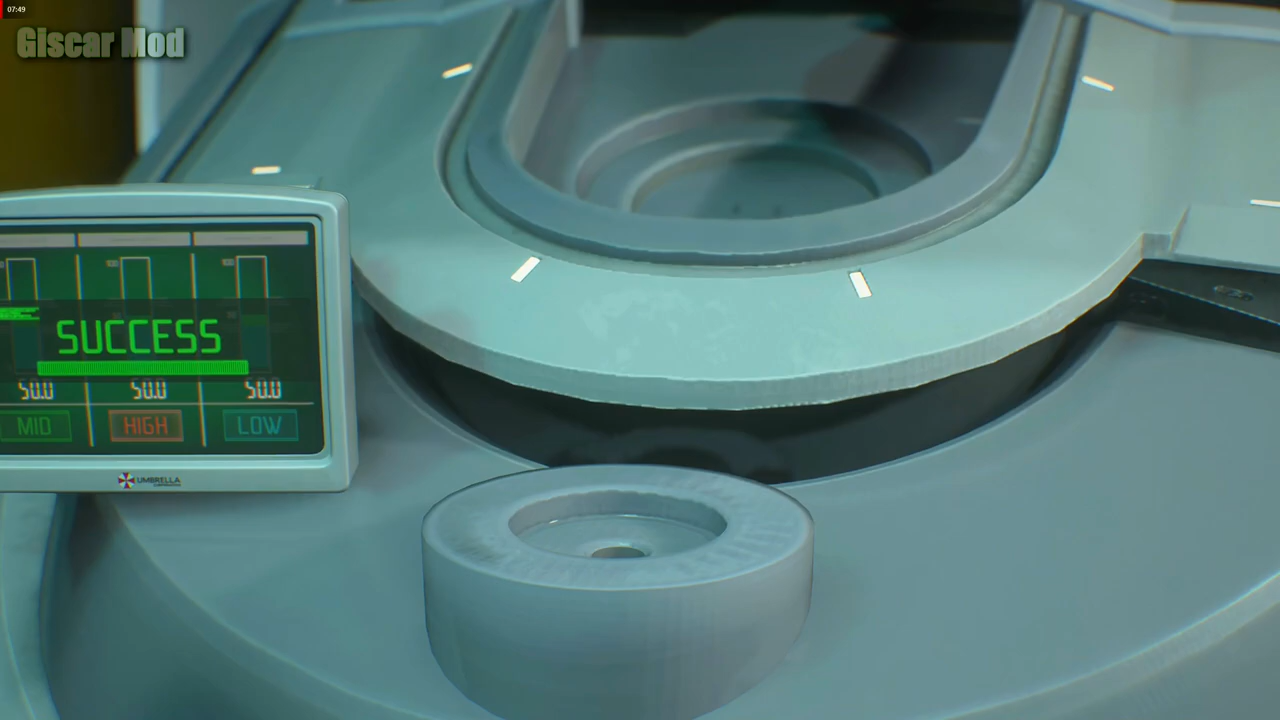 07:49
Giscar Mod
SUCCESS
50.0 50.0 50.0
MID HIGH LOW
UMBRELLA